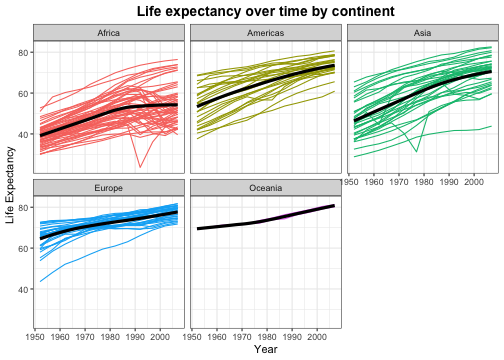 Life expectancy over time by continent
Africa Americas Asia
80
60
40
1950 1960 1970 1980 1990 2000
Europe Oceania
80
60
40
1950 1960 1970 1980 1990 2000 1950 1960 1970 1980 1990 2000
Life Expectancy
Year